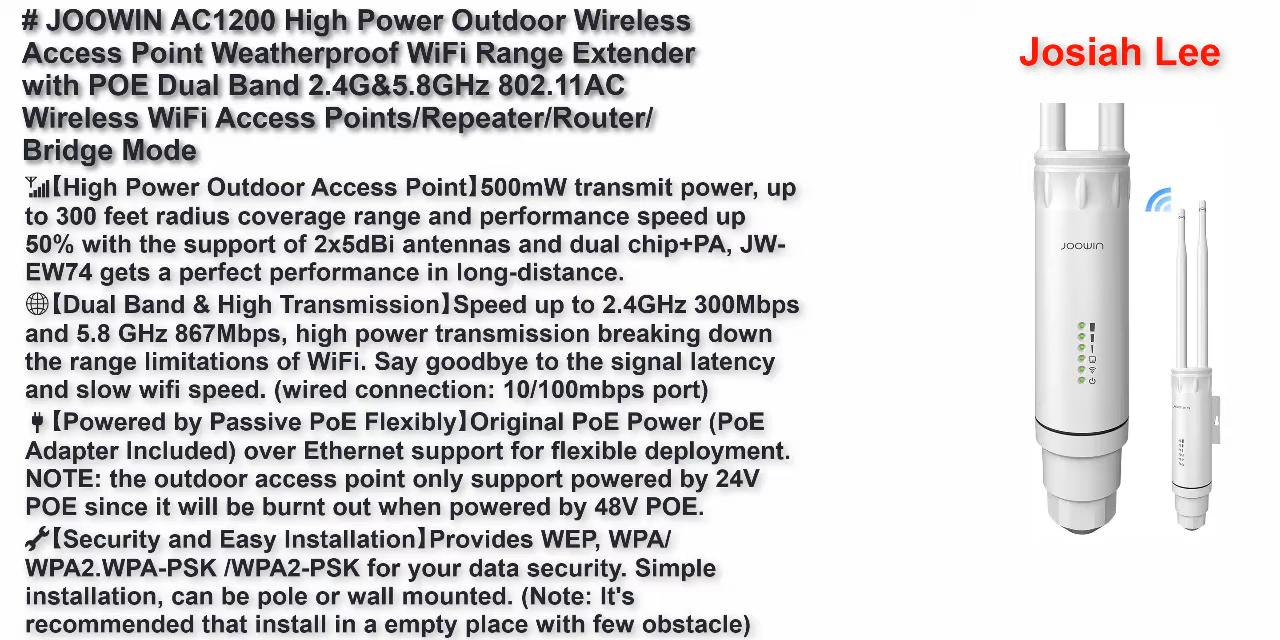 # JOOWIN AC1200 High Power Outdoor Wireless
Access Point Weatherproof WiFi Range Extender
with POE Dual Band 2.4G&5.8GHz 802.11AC
Wireless WiFi Access Points/Repeater/Router/
Bridge Mode
📶【High Power Outdoor Access Point】500mW transmit power, up
to 300 feet radius coverage range and performance speed up
50% with the support of 2x5dBi antennas and dual chip+PA, JW-
EW74 gets a perfect performance in long-distance.
🌐【Dual Band & High Transmission】Speed up to 2.4GHz 300Mbps
and 5.8 GHz 867Mbps, high power transmission breaking down
the range limitations of WiFi. Say goodbye to the signal latency
and slow wifi speed. (wired connection: 10/100mbps port)
🔌【Powered by Passive PoE Flexibly】Original PoE Power (PoE
Adapter Included) over Ethernet support for flexible deployment.
NOTE: the outdoor access point only support powered by 24V
POE since it will be burnt out when powered by 48V POE.
🔧【Security and Easy Installation】Provides WEP, WPA/
WPA2.WPA-PSK /WPA2-PSK for your data security. Simple
installation, can be pole or wall mounted. (Note: It's
recommended that install in a empty place with few obstacle)
Josiah Lee
JOOWIN
JOOWIN